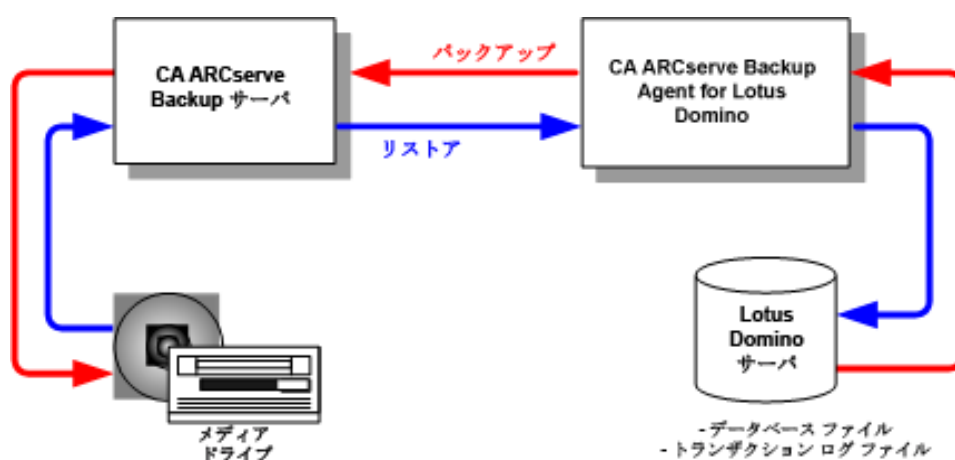 CA ARCserve
Backup サーバ
バックアップ
CA ARCserve Backup
Agent for Lotus
Domino
リストア
Lotus
Domino
サーバ
メディア
ドライブ
- データベース ファイル
- トランザクション ログ ファイル